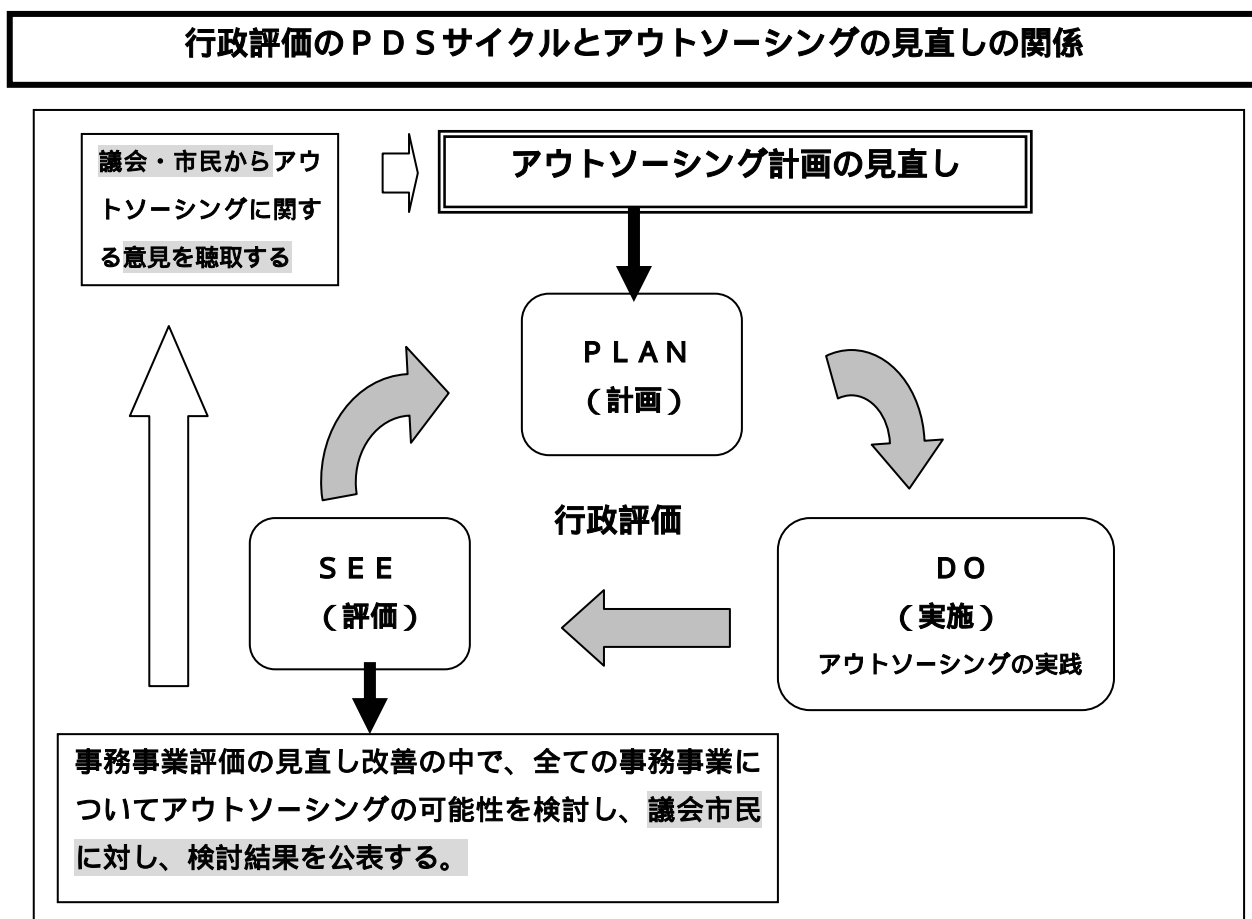 行政評価のＰＤＳサイクルとアウトソーシングの見直しの関係
議会・市民からアウ
トソーシングに関す
る意見を聴取する
アウトソーシング計画の見直し
ＰＬＡＮ
（計画）
行政評価
ＳＥＥ
（評価）
ＤＯ
（実施）
アウトソーシングの実践
事務事業評価の見直し改善の中で、全ての事務事業に
ついてアウトソーシングの可能性を検討し、議会市民
に対し、検討結果を公表する。